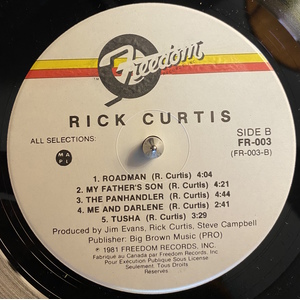 Freedom
RICK CURTIS
ALL SELECTIONS:
SIDE B
FR-003
(FR-003-B)
MAPL
1. ROADMAN (R. Curtis) 4:04
2. MY FATHER'S SON (R. Curtis) 4:21
3. THE PANHANDLER (R. Curtis) 4:44
4. ME AND DARLENE (R. Curtis) 2:41
5. TUSHA (R. Curtis) 3:29
Produced by Jim Evans, Rick Curtis, Steve Campbell
Publisher: Big Brown Music (PRO)
℗ 1981 FREEDOM RECORDS, INC.
Fabriqué au Canada par Freedom Records, Inc
Pour Exécution Publique Sous License
Seulement Tous Droits
Réservés